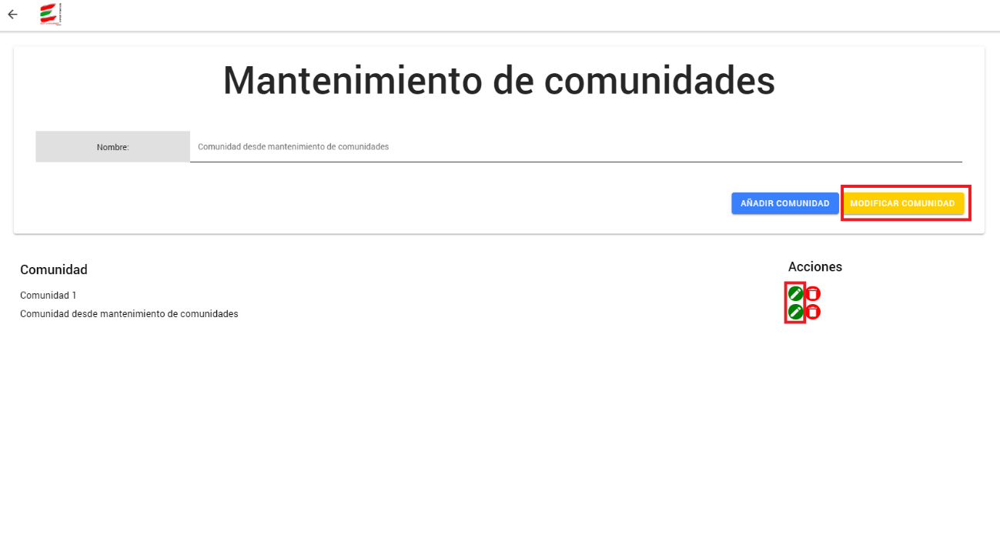 Mantenimiento de comunidades
Nombre:
Comunidad desde mantenimiento de comunidades
AÑADIR COMUNIDAD
MODIFICAR COMUNIDAD
Comunidad
Acciones
Comunidad 1
Comunidad desde mantenimiento de comunidades